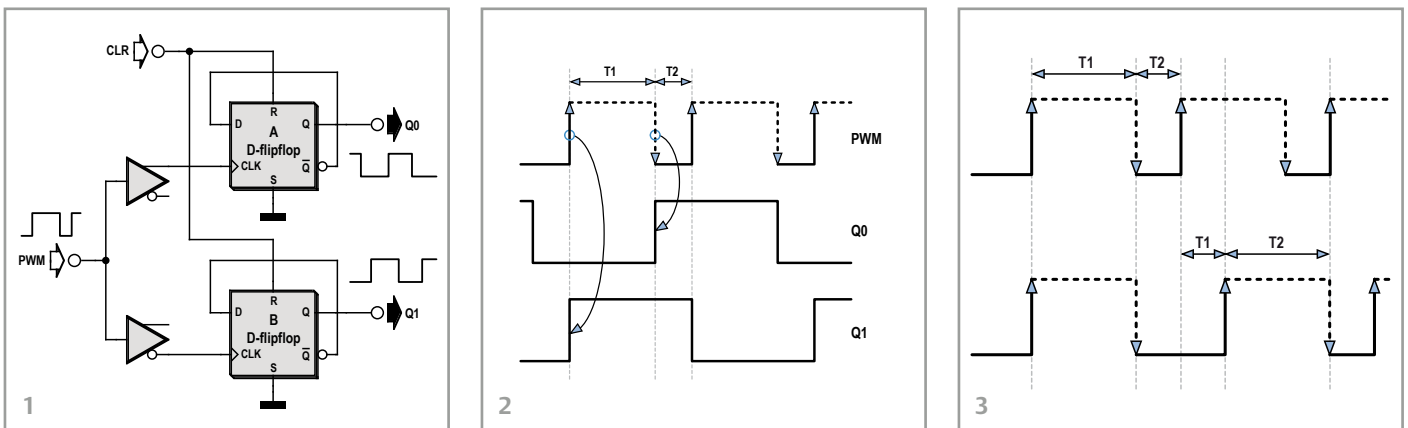 CLR
R
D
Q
Q0
A
D-flipflop
CLK
Q
S
PWM
R
D
Q
Q1
B
D-flipflop
CLK
Q
S
1
T1
T2
PWM
Q0
Q1
2
T1
T2
T1
T2
3